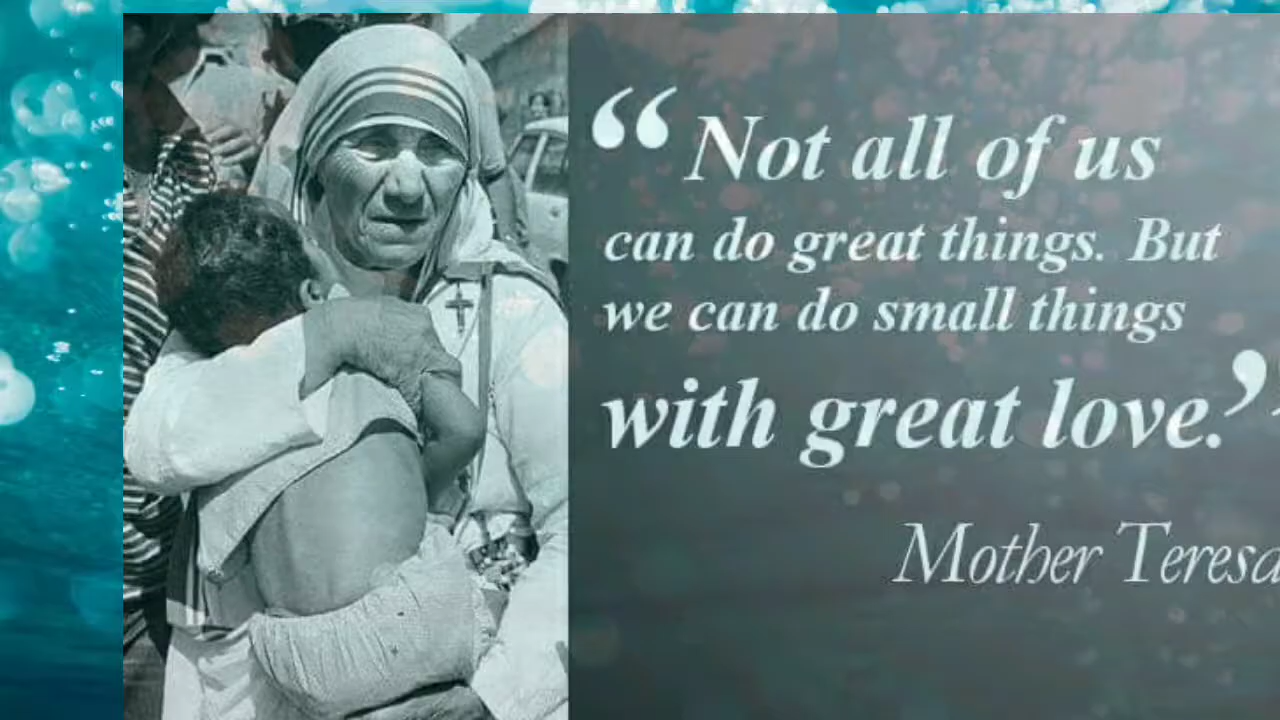 “Not all of us
can do great things. But
we can do small things
with great love.”
Mother Teresa